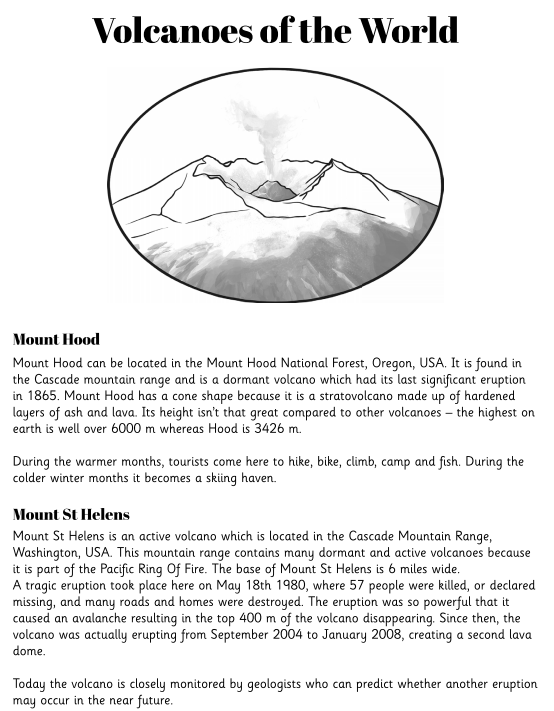 Volcanoes of the World
Mount Hood
Mount Hood can be located in the Mount Hood National Forest, Oregon, USA. It is found in
the Cascade mountain range and is a dormant volcano which had its last significant eruption
in 1865. Mount Hood has a cone shape because it is a stratovolcano made up of hardened
layers of ash and lava. Its height isn't that great compared to other volcanoes – the highest on
earth is well over 6000 m whereas Hood is 3426 m.
During the warmer months, tourists come here to hike, bike, climb, camp and fish. During the
colder winter months it becomes a skiing haven.
Mount St Helens
Mount St Helens is an active volcano which is located in the Cascade Mountain Range,
Washington, USA. This mountain range contains many dormant and active volcanoes because
it is part of the Pacific Ring Of Fire. The base of Mount St Helens is 6 miles wide.
A tragic eruption took place here on May 18th 1980, where 57 people were killed, or declared
missing, and many roads and homes were destroyed. The eruption was so powerful that it
caused an avalanche resulting in the top 400 m of the volcano disappearing. Since then, the
volcano was actually erupting from September 2004 to January 2008, creating a second lava
dome.
Today the volcano is closely monitored by geologists who can predict whether another eruption
may occur in the near future.